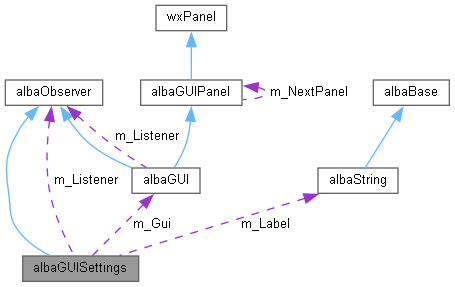 wxPanel
albaObserver
albaGUIPanel
m_NextPanel
albaBase
m_Listener
m_Listener
albaGUI
albaString
m_Gui
m_Label
albaGUISettings